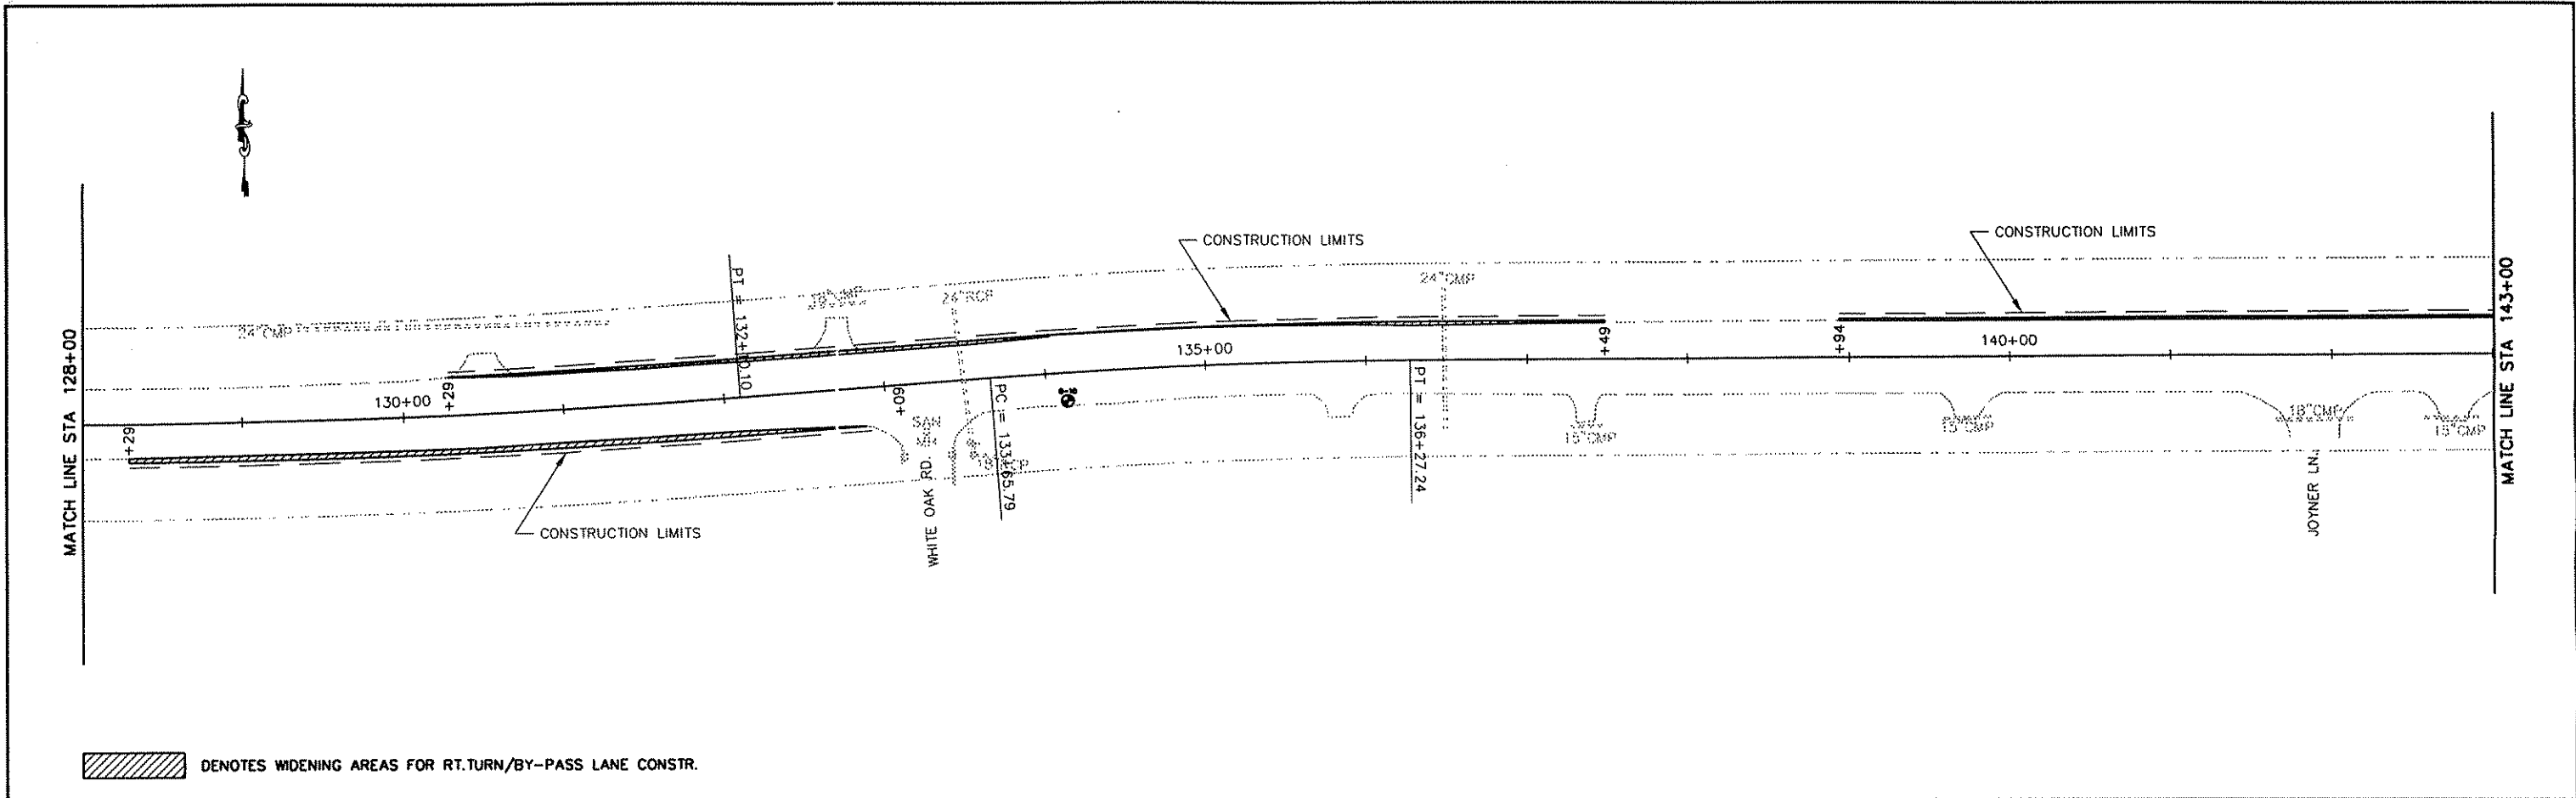 CONSTRUCTION LIMITS
CONSTRUCTION LIMITS
MATCH LINE STA 128+00
MATCH LINE STA 143+00
24"CMP
PT = 132+10.10
24"RCP
24"CMP
130+00
135+00
140+00
+29
+29
+09
+49
+94
SAN
MH
WHITE OAK RD.
PC = 133+65.79
PT = 136+27.24
15"CMP
15"CMP
18"CMP
15"CMP
JOYNER LN.
CONSTRUCTION LIMITS
DENOTES WIDENING AREAS FOR RT.TURN/BY-PASS LANE CONSTR.